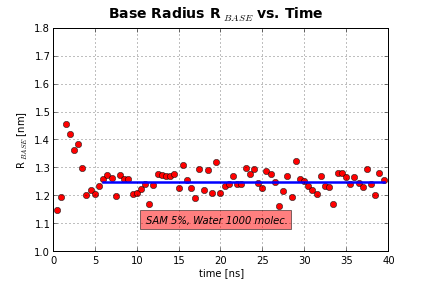 Base Radius R BASE vs. Time
1.8
1.7
1.6
1.5
1.4
1.3
1.2
1.1
1.0
R BASE [nm]
SAM 5%, Water 1000 molec.
0 5 10 15 20 25 30 35 40
time [ns]